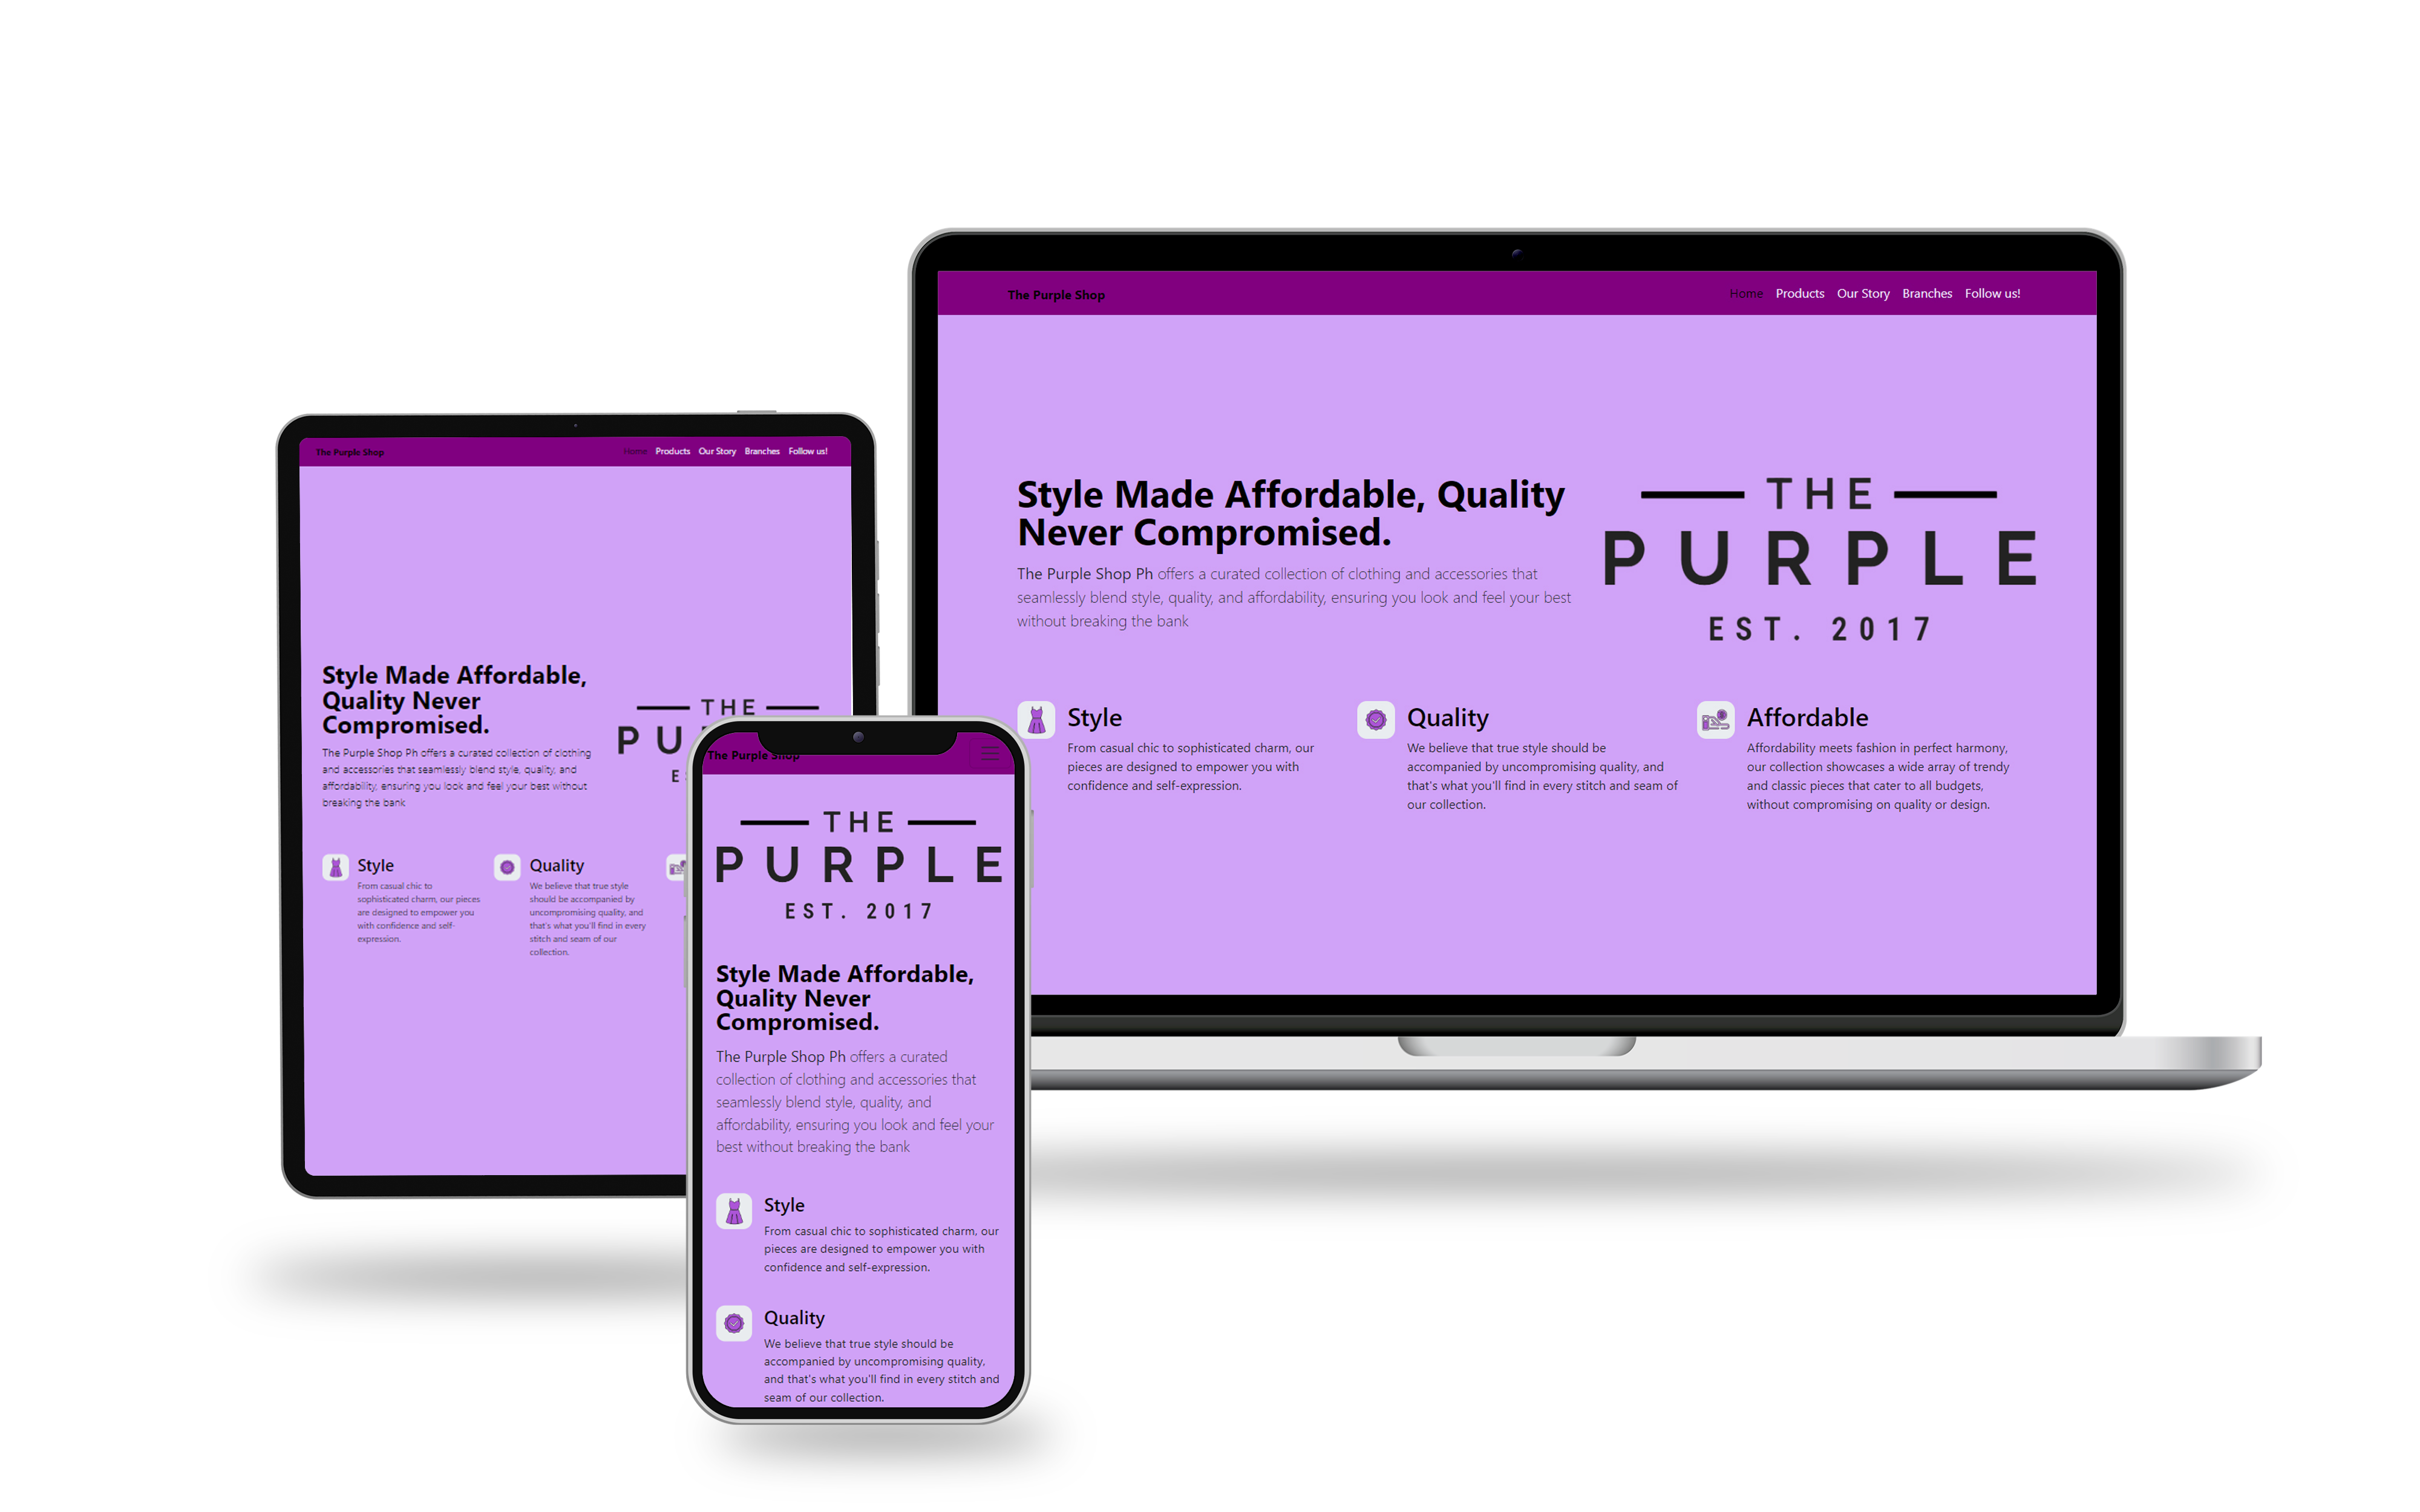 The Purple Shop
Home Products Our Story Branches Follow us!
Style Made Affordable, Quality
Never Compromised.
The Purple Shop Ph offers a curated collection of clothing and accessories that
seamlessly blend style, quality, and affordability, ensuring you look and feel your best
without breaking the bank
THE
PURPLE
EST. 2017
Style
From casual chic to sophisticated charm, our
pieces are designed to empower you with
confidence and self-expression.
Quality
We believe that true style should be
accompanied by uncompromising quality, and
that's what you'll find in every stitch and seam of
our collection.
Affordable
Affordability meets fashion in perfect harmony,
our collection showcases a wide array of trendy
and classic pieces that cater to all budgets,
without compromising on quality or design.
The Purple Shop
Home Products Our Story Branches Follow us!
Style Made Affordable,
Quality Never
Compromised.
The Purple Shop Ph offers a curated collection of clothing
and accessories that seamlessly blend style, quality, and
affordability, ensuring you look and feel your best without
breaking the bank
THE
PU
E
Style
From casual chic to
sophisticated charm, our pieces
are designed to empower you
with confidence and self-
expression.
Quality
We believe that true style
should be accompanied by
uncompromising quality, and
that's what you'll find in every
stitch and seam of our
collection.
The Purple Shop
THE
PURPLE
EST. 2017
Style Made Affordable,
Quality Never
Compromised.
The Purple Shop Ph offers a curated
collection of clothing and accessories that
seamlessly blend style, quality, and
affordability, ensuring you look and feel your
best without breaking the bank
Style
From casual chic to sophisticated charm, our
pieces are designed to empower you with
confidence and self-expression.
Quality
We believe that true style should be
accompanied by uncompromising quality,
and that's what you'll find in every stitch and
seam of our collection.